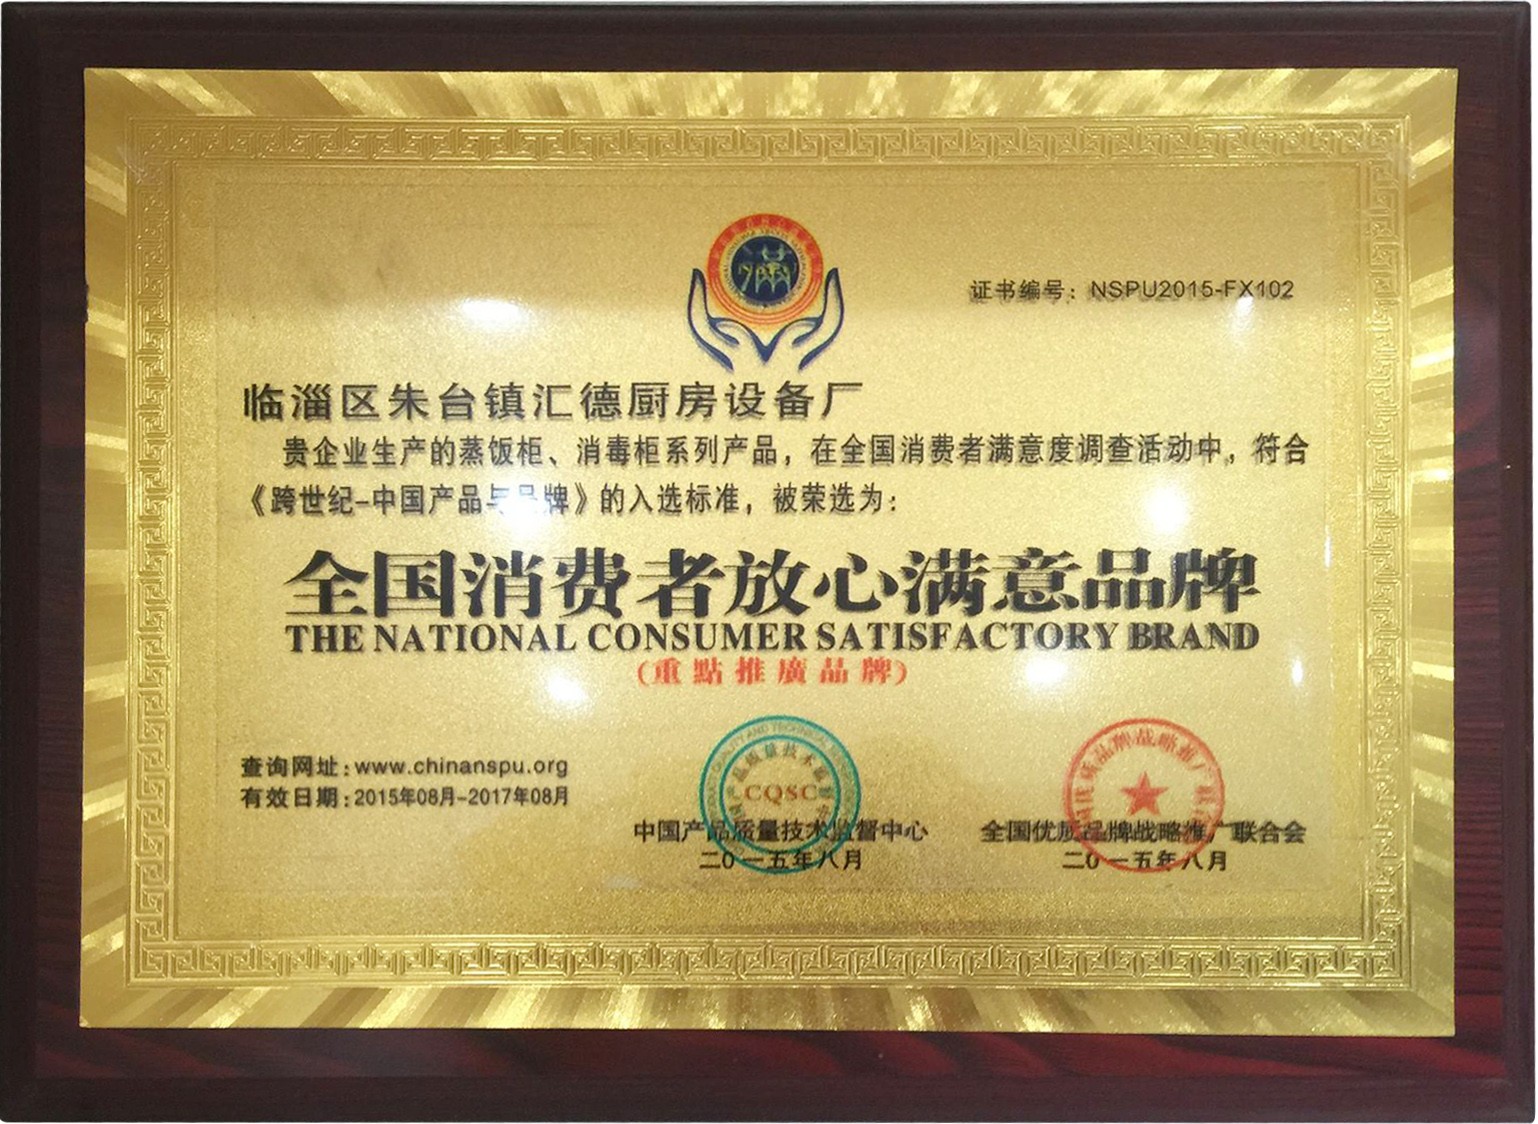 证书编号：NSPU2015-FX102
临淄区朱台镇汇德厨房设备厂
贵企业生产的蒸饭柜、消毒柜系列产品，在全国消费者满意度调查活动中，符合
《跨世纪-中国产品与品牌》的入选标准，被荣选为：
全国消费者放心满意品牌
THE NATIONAL CONSUMER SATISFACTORY BRAND
(重點推廣品牌)
查询网址：www.chinanspu.org
有效日期：2015年08月-2017年08月
CQSC
中国产品质量技术监督中心
二0一五年八月
全国优质品牌战略推广联合会
二0一五年八月